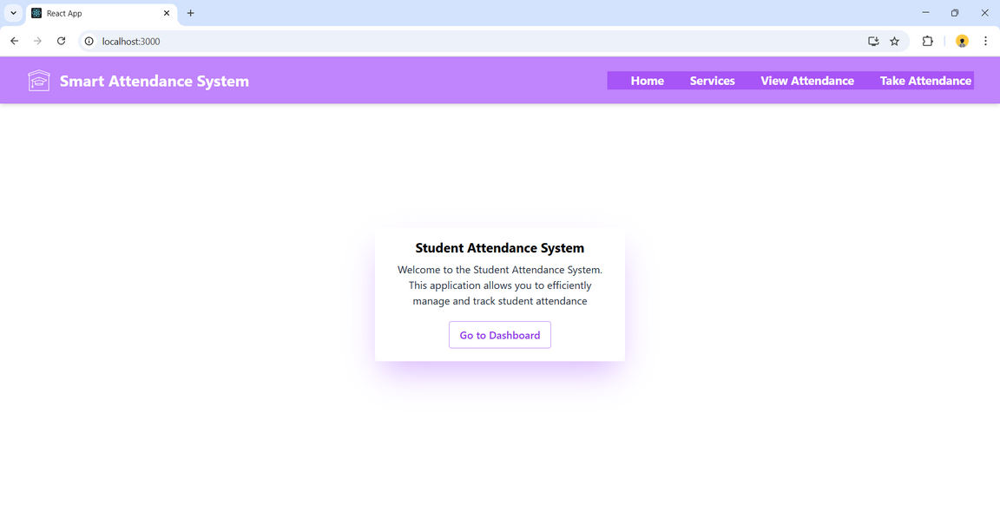 React App
localhost:3000
Smart Attendance System
Home Services View Attendance Take Attendance
Student Attendance System
Welcome to the Student Attendance System.
This application allows you to efficiently
manage and track student attendance
Go to Dashboard